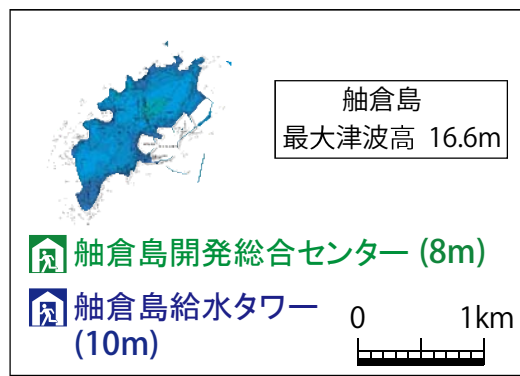 舳倉島
最大津波高 16.6m
舳倉島開発総合センター (8m)
舳倉島給水タワー
(10m)
0 1km